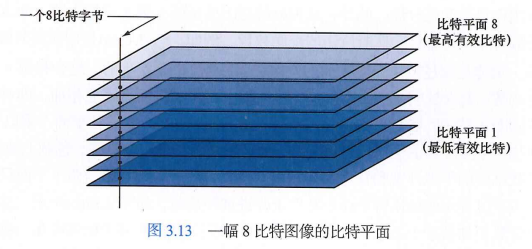 一个8比特字节
比特平面 8
(最高有效比特)
比特平面 1
(最低有效比特)
图 3.13 一幅 8 比特图像的比特平面